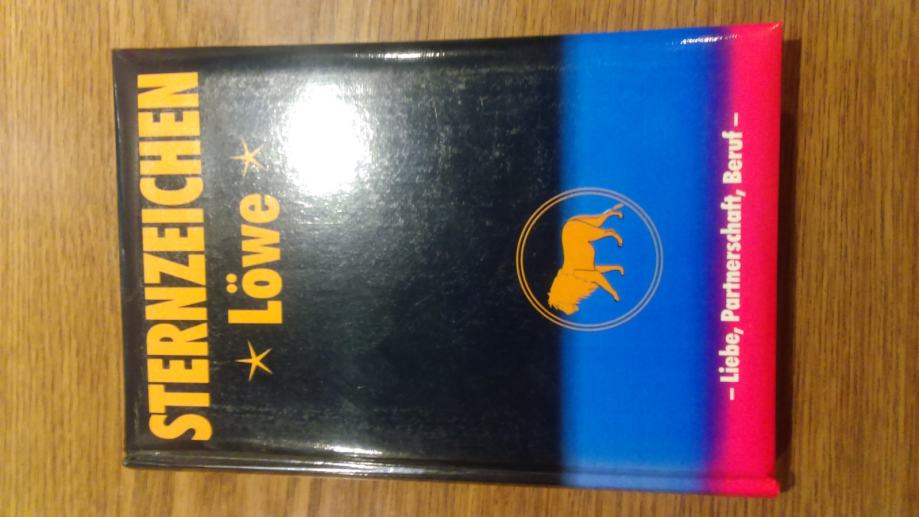 STERNZEICHEN
Löwe
– Liebe, Partnerschaft, Beruf –